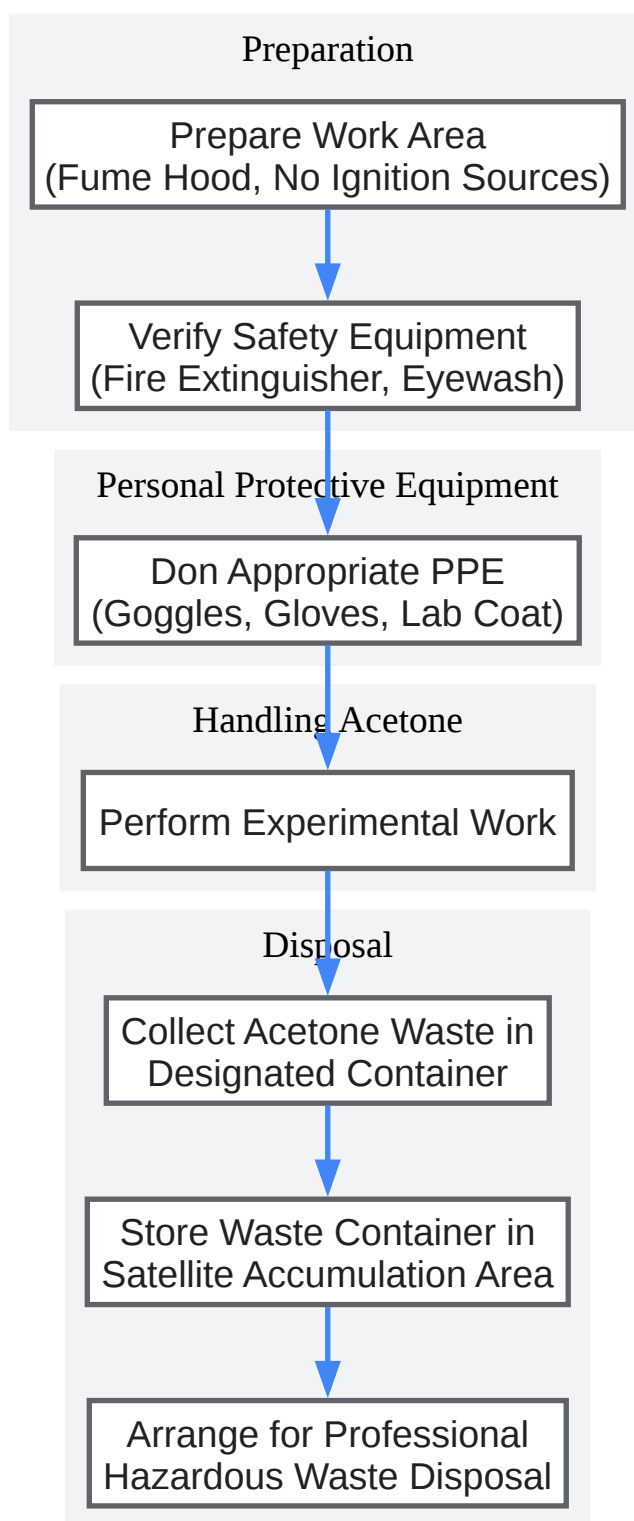 Preparation
Prepare Work Area
(Fume Hood, No Ignition Sources)
Verify Safety Equipment
(Fire Extinguisher, Eyewash)
Personal Protective Equipment
Don Appropriate PPE
(Goggles, Gloves, Lab Coat)
Handling Acetone
Perform Experimental Work
Disposal
Collect Acetone Waste in
Designated Container
Store Waste Container in
Satellite Accumulation Area
Arrange for Professional
Hazardous Waste Disposal